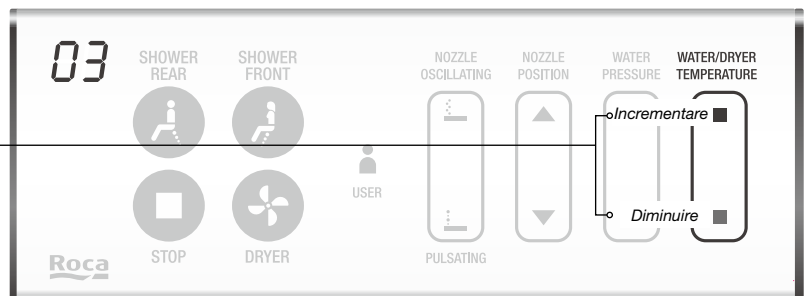 03
SHOWER
REAR
SHOWER
FRONT
NOZZLE
OSCILLATING
NOZZLE
POSITION
WATER
PRESSURE
WATER/DRYER
TEMPERATURE
Incrementare
USER
Diminuire
STOP
DRYER
PULSATING
Roca